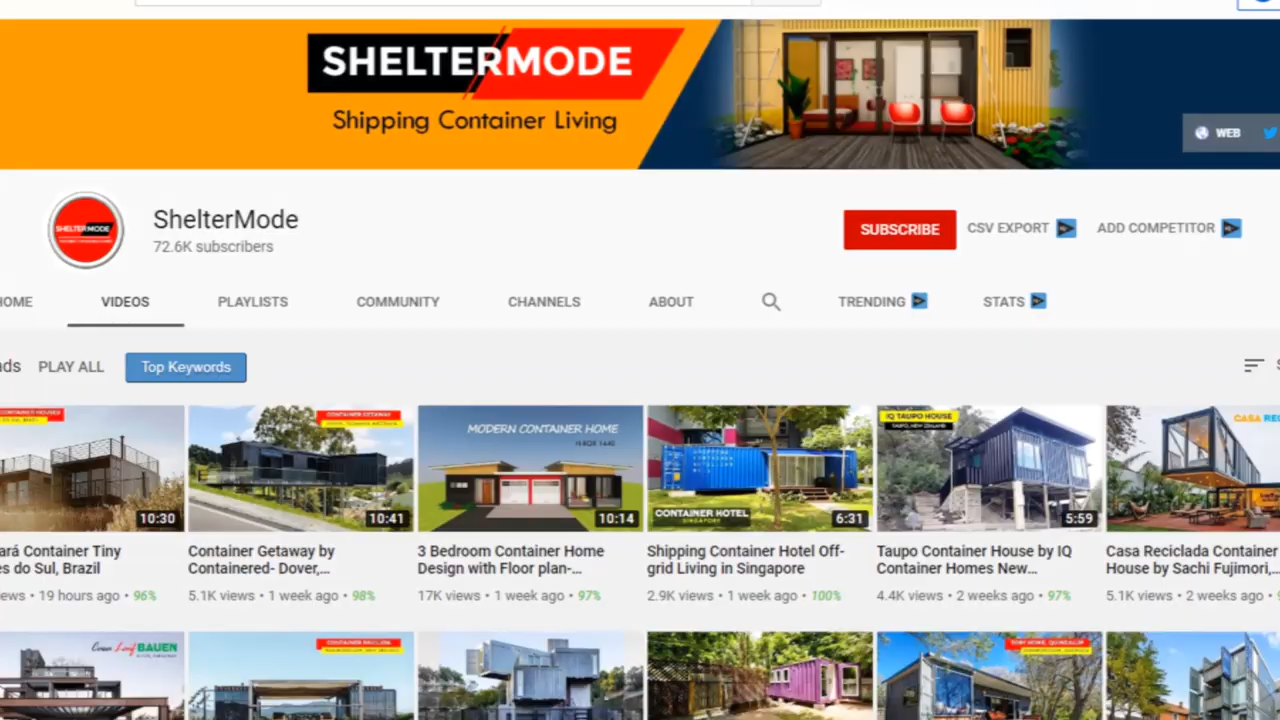 SHELTERMODE
Shipping Container Living
WEB
SHELTERMODE
ShelterMode
72.6K subscribers
SUBSCRIBE
CSV EXPORT
ADD COMPETITOR
HOME
VIDEOS
PLAYLISTS
COMMUNITY
CHANNELS
ABOUT
TRENDING
STATS
PLAY ALL
Top Keywords
10:30
CONTAINER GETAWAY
10:41
MODERN CONTAINER HOME
10:14
CONTAINER HOTEL
SINGAPORE
6:31
IQ TAUPO HOUSE
TAUPO, NEW ZEALAND
5:59
CASA REC
Container Tiny
es do Sul, Brazil
ews • 19 hours ago • 96%
Container Getaway by
Containered- Dover,...
5.1K views • 1 week ago • 98%
3 Bedroom Container Home
Design with Floor plan-...
17K views • 1 week ago • 97%
Shipping Container Hotel Off-
grid Living in Singapore
2.9K views • 1 week ago • 100%
Taupo Container House by IQ
Container Homes New...
4.4K views • 2 weeks ago • 97%
Casa Reciclada Container
House by Sachi Fujimori,...
5.1K views • 2 weeks ago •
BAUEN